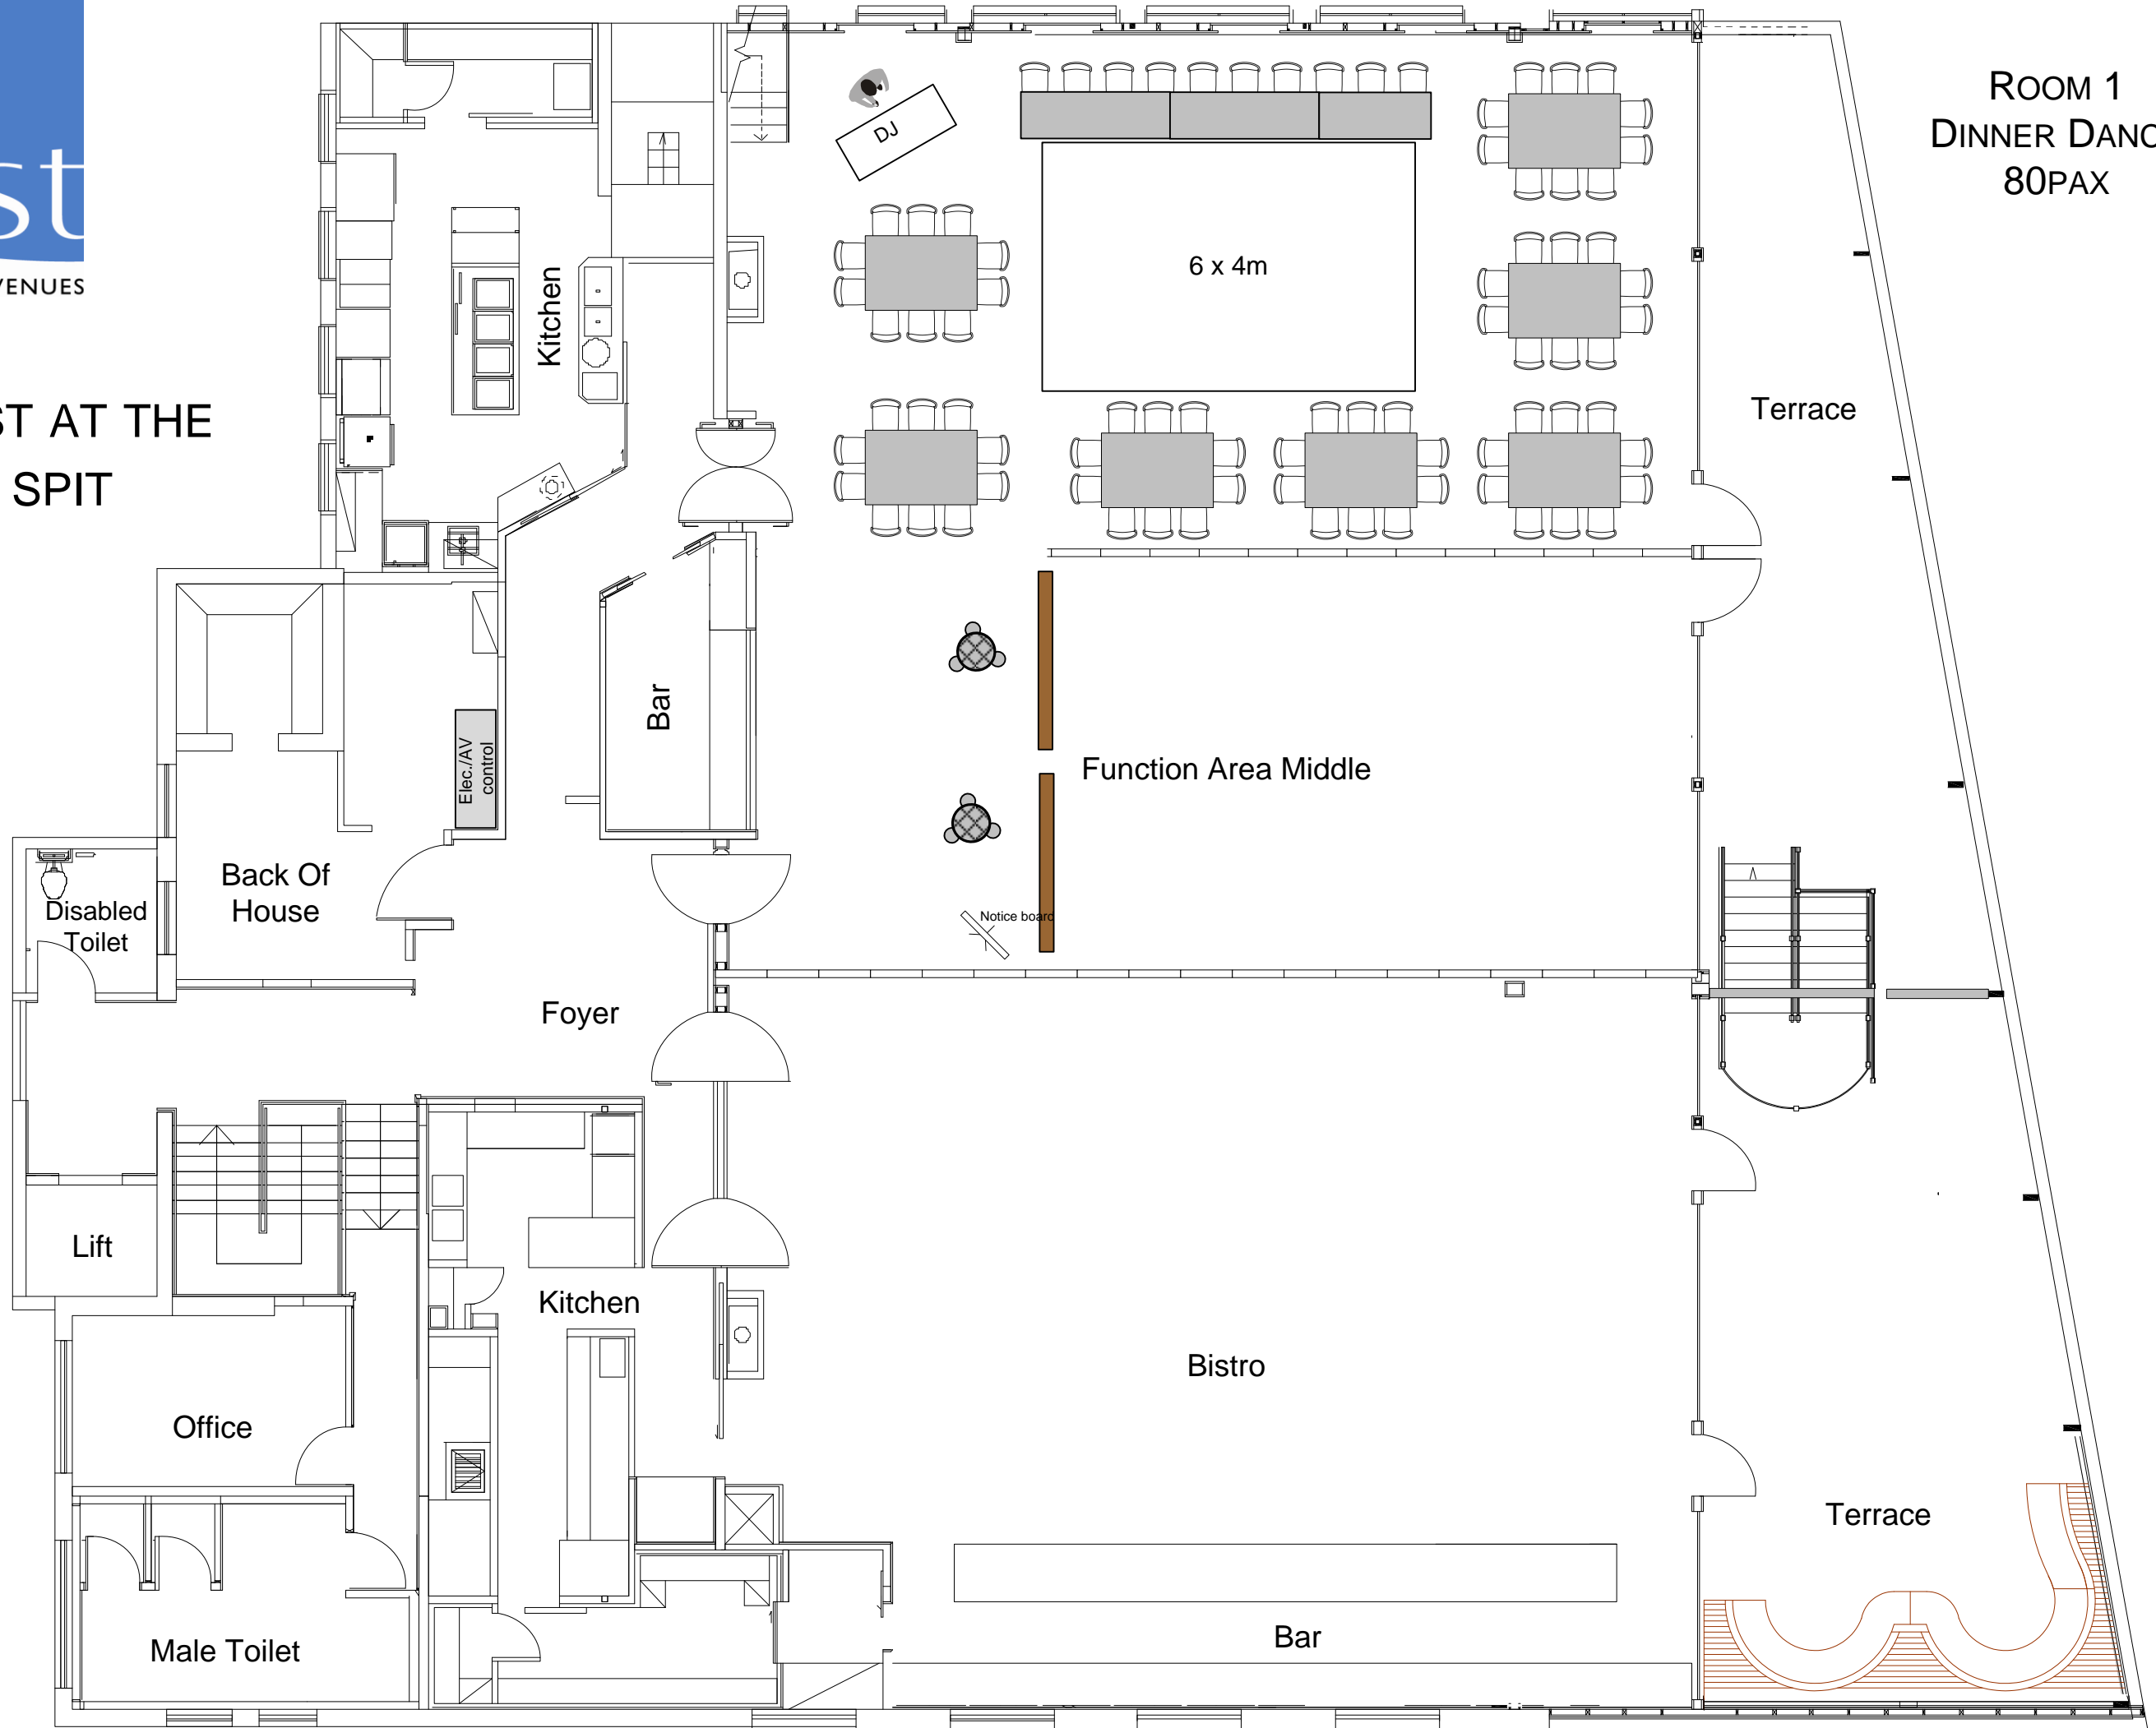 st
VENUES
ST AT THE
SPIT
ROOM 1
DINNER DANC
80PAX
DJ
6 x 4m
Kitchen
Terrace
Bar
Elec./AV
control
Function Area Middle
Back Of
House
Disabled
Toilet
Notice board
Foyer
Lift
Kitchen
Bistro
Office
Terrace
Male Toilet
Bar